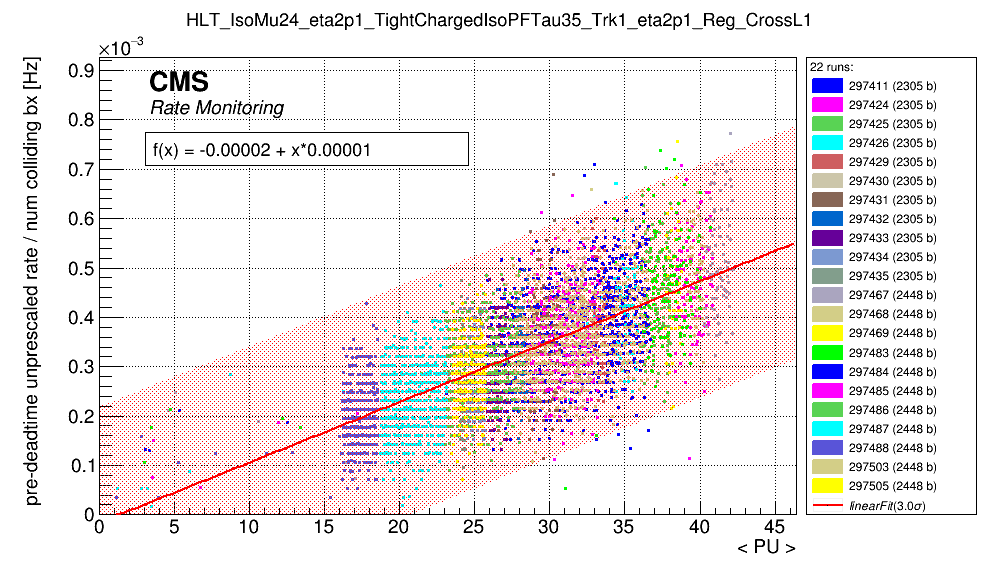 HLT_IsoMu24_eta2p1_TightChargedIsoPFTau35_Trk1_eta2p1_Reg_CrossL1
×10−3
pre-deadtime unprescaled rate / num colliding bx [Hz]
CMS
Rate Monitoring
f(x) = -0.00002 + x*0.00001
0.9
0.8
0.7
0.6
0.5
0.4
0.3
0.2
0.1
0
0 5 10 15 20 25 30 35 40 45
< PU >
22 runs:
297411 (2305 b)
297424 (2305 b)
297425 (2305 b)
297426 (2305 b)
297429 (2305 b)
297430 (2305 b)
297431 (2305 b)
297432 (2305 b)
297433 (2305 b)
297434 (2305 b)
297435 (2305 b)
297467 (2448 b)
297468 (2448 b)
297469 (2448 b)
297483 (2448 b)
297484 (2448 b)
297485 (2448 b)
297486 (2448 b)
297487 (2448 b)
297488 (2448 b)
297503 (2448 b)
297505 (2448 b)
linearFit(3.0σ)